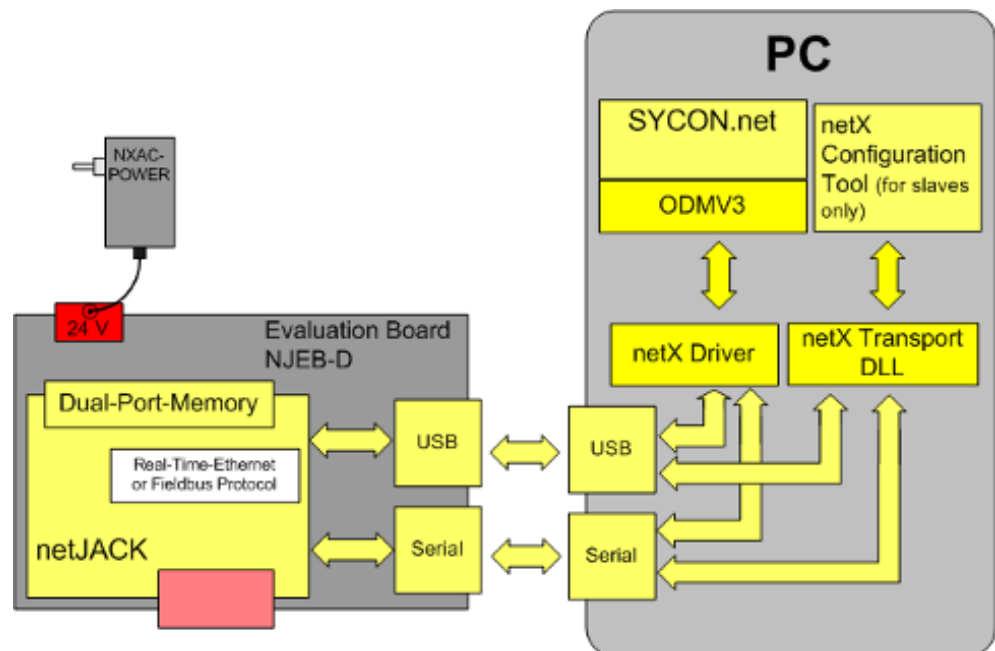 PC
SYCON.net
ODMV3
netX
Configuration
Tool (for slaves
only)
NXAC-
POWER
24 V
Evaluation Board
NJEB-D
netX Driver
netX Transport
DLL
Dual-Port-Memory
Real-Time-Ethernet
or Fieldbus Protocol
netJACK
USB
USB
Serial
Serial